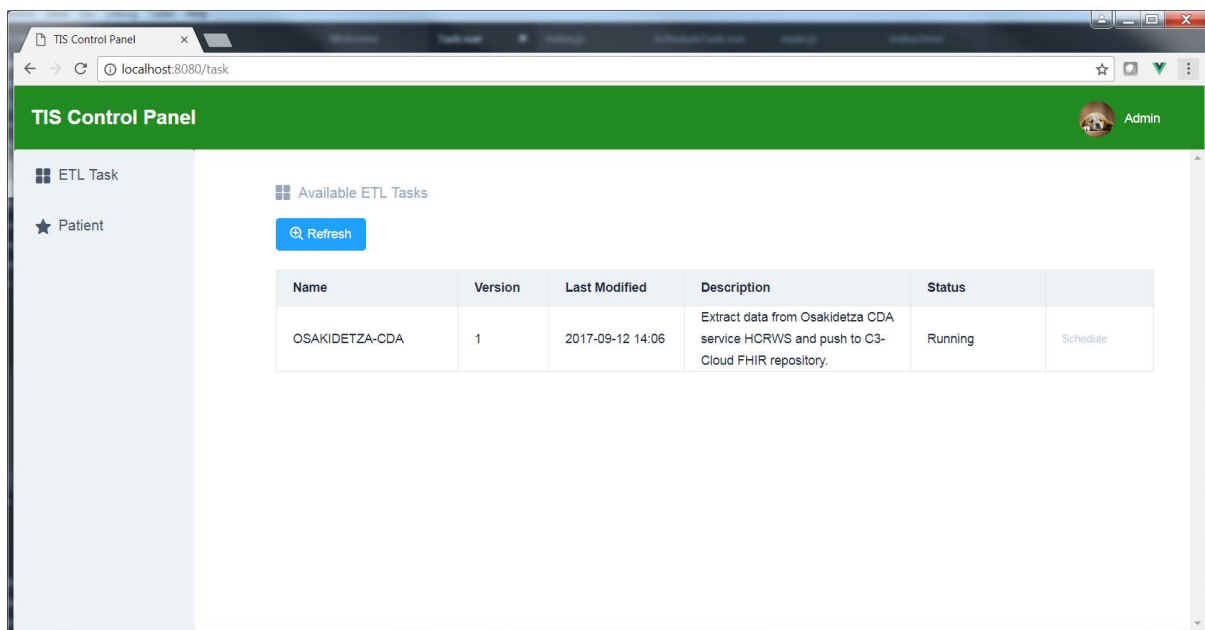 TIS Control Panel
localhost:8080/task
TIS Control Panel
Admin
ETL Task
Patient
Available ETL Tasks
Refresh
Name Version Last Modified Description Status
OSAKIDETZA-CDA 1 2017-09-12 14:06 Extract data from Osakidetza CDA
service HCRWS and push to C3-
Cloud FHIR repository. Running Schedule